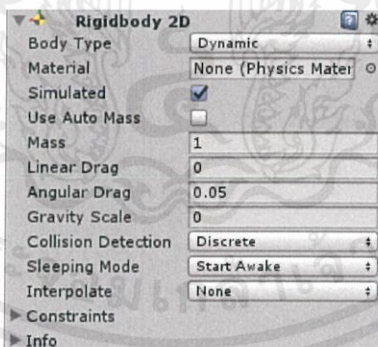 Rigidbody 2D
Body Type Dynamic
Material None (Physics Mater
Simulated
Use Auto Mass
Mass 1
Linear Drag 0
Angular Drag 0.05
Gravity Scale 0
Collision Detection Discrete
Sleeping Mode Start Awake
Interpolate None
Constraints
Info